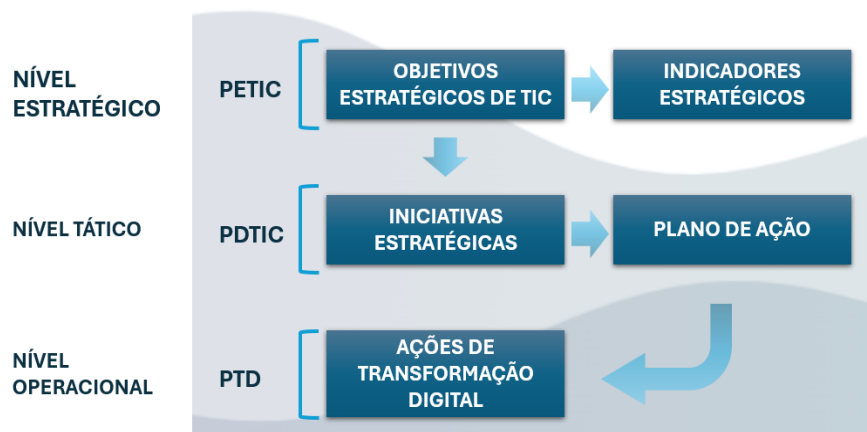 NÍVEL
ESTRATÉGICO
PETIC
OBJETIVOS
ESTRATÉGICOS DE TIC
INDICADORES
ESTRATÉGICOS
NÍVEL TÁTICO
PDTIC
INICIATIVAS
ESTRATÉGICAS
PLANO DE AÇÃO
NÍVEL
OPERACIONAL
PTD
AÇÕES DE
TRANSFORMAÇÃO
DIGITAL